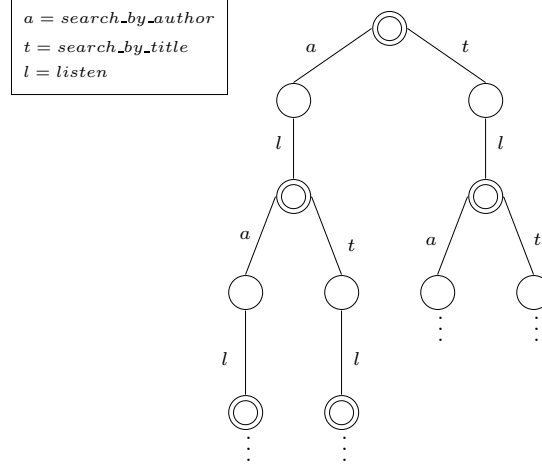 a = search_by_author
t = search_by_title
l = listen
a t
l l
a t a t
l l